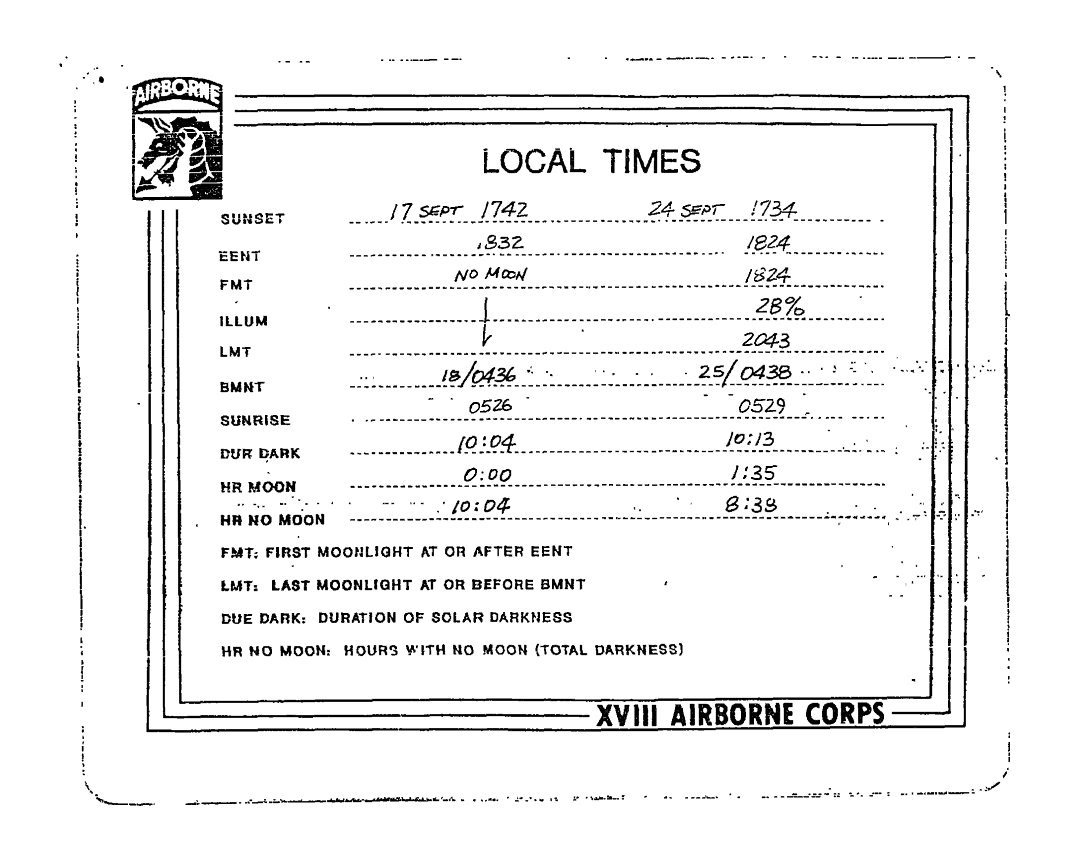 AIRBORNE
LOCAL TIMES
SUNSET 17 SEPT 1742 24 SEPT 1734
EENT 1832 1824
FMT NO MOON 1824
ILLUM 28%
LMT 2043
BMNT 18/0436 25/0438
SUNRISE 0526 0529
DUR DARK 10:04 10:13
HR MOON 0:00 1:35
HR NO MOON 10:04 8:38
FMT: FIRST MOONLIGHT AT OR AFTER EENT
LMT: LAST MOONLIGHT AT OR BEFORE BMNT
DUE DARK: DURATION OF SOLAR DARKNESS
HR NO MOON: HOURS WITH NO MOON (TOTAL DARKNESS)
XVIII AIRBORNE CORPS